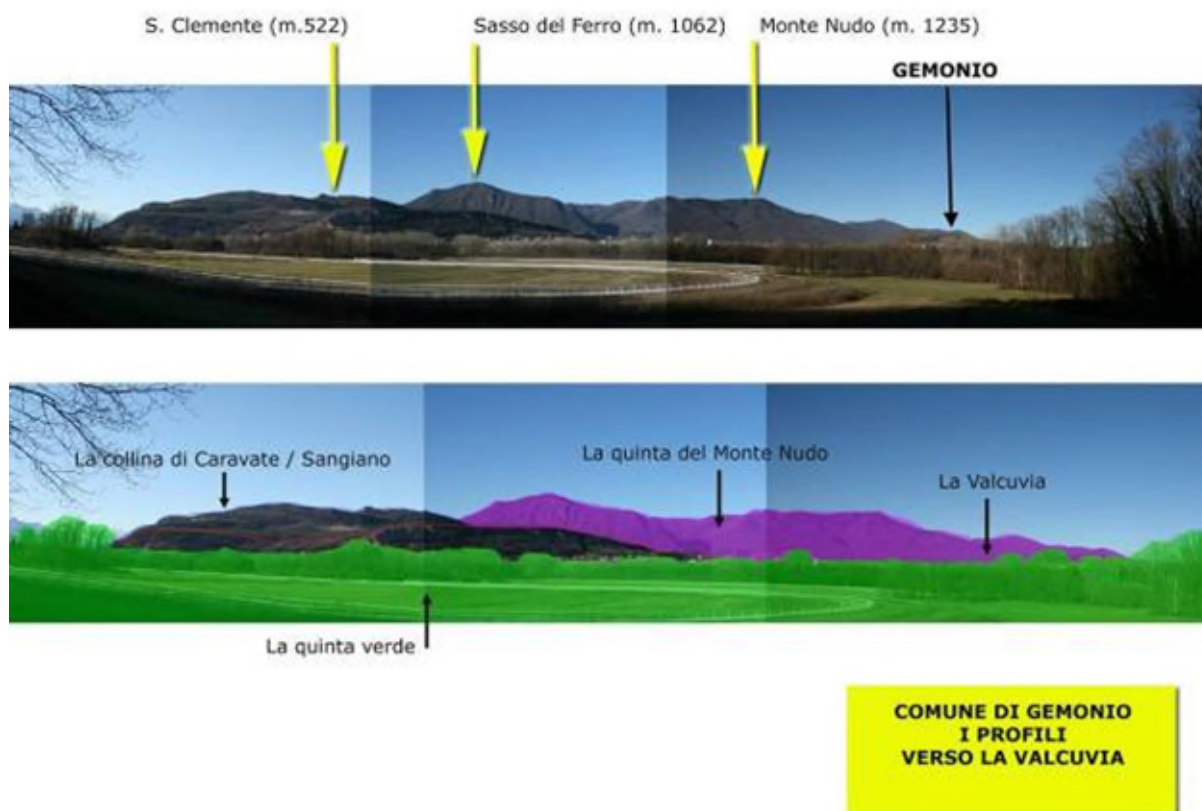 S. Clemente (m.522)
Sasso del Ferro (m. 1062)
Monte Nudo (m. 1235)
GEMONIO
La collina di Caravate / Sangiano
La quinta del Monte Nudo
La Valcuvia
La quinta verde
COMUNE DI GEMONIO
I PROFILI
VERSO LA VALCUVIA